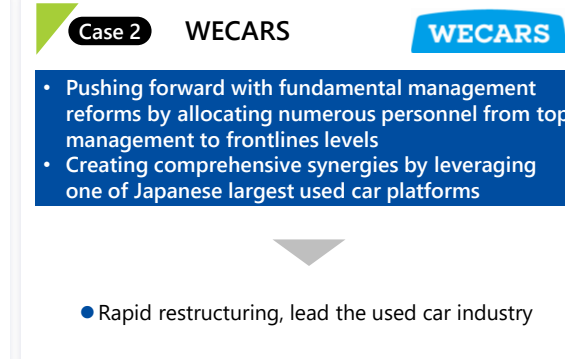 Case 2 WECARS WECARS
• Pushing forward with fundamental management
reforms by allocating numerous personnel from top
management to frontlines levels
• Creating comprehensive synergies by leveraging
one of Japanese largest used car platforms
● Rapid restructuring, lead the used car industry